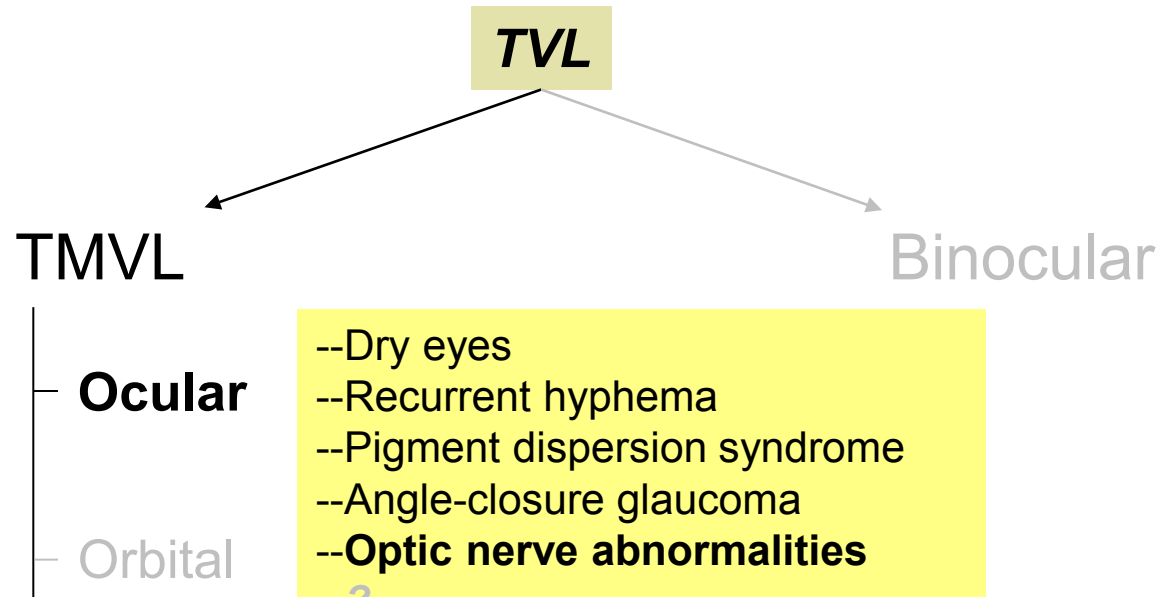 TVL
TMVL
Binocular
Ocular
--Dry eyes
--Recurrent hyphema
--Pigment dispersion syndrome
--Angle-closure glaucoma
--Optic nerve abnormalities
Orbital